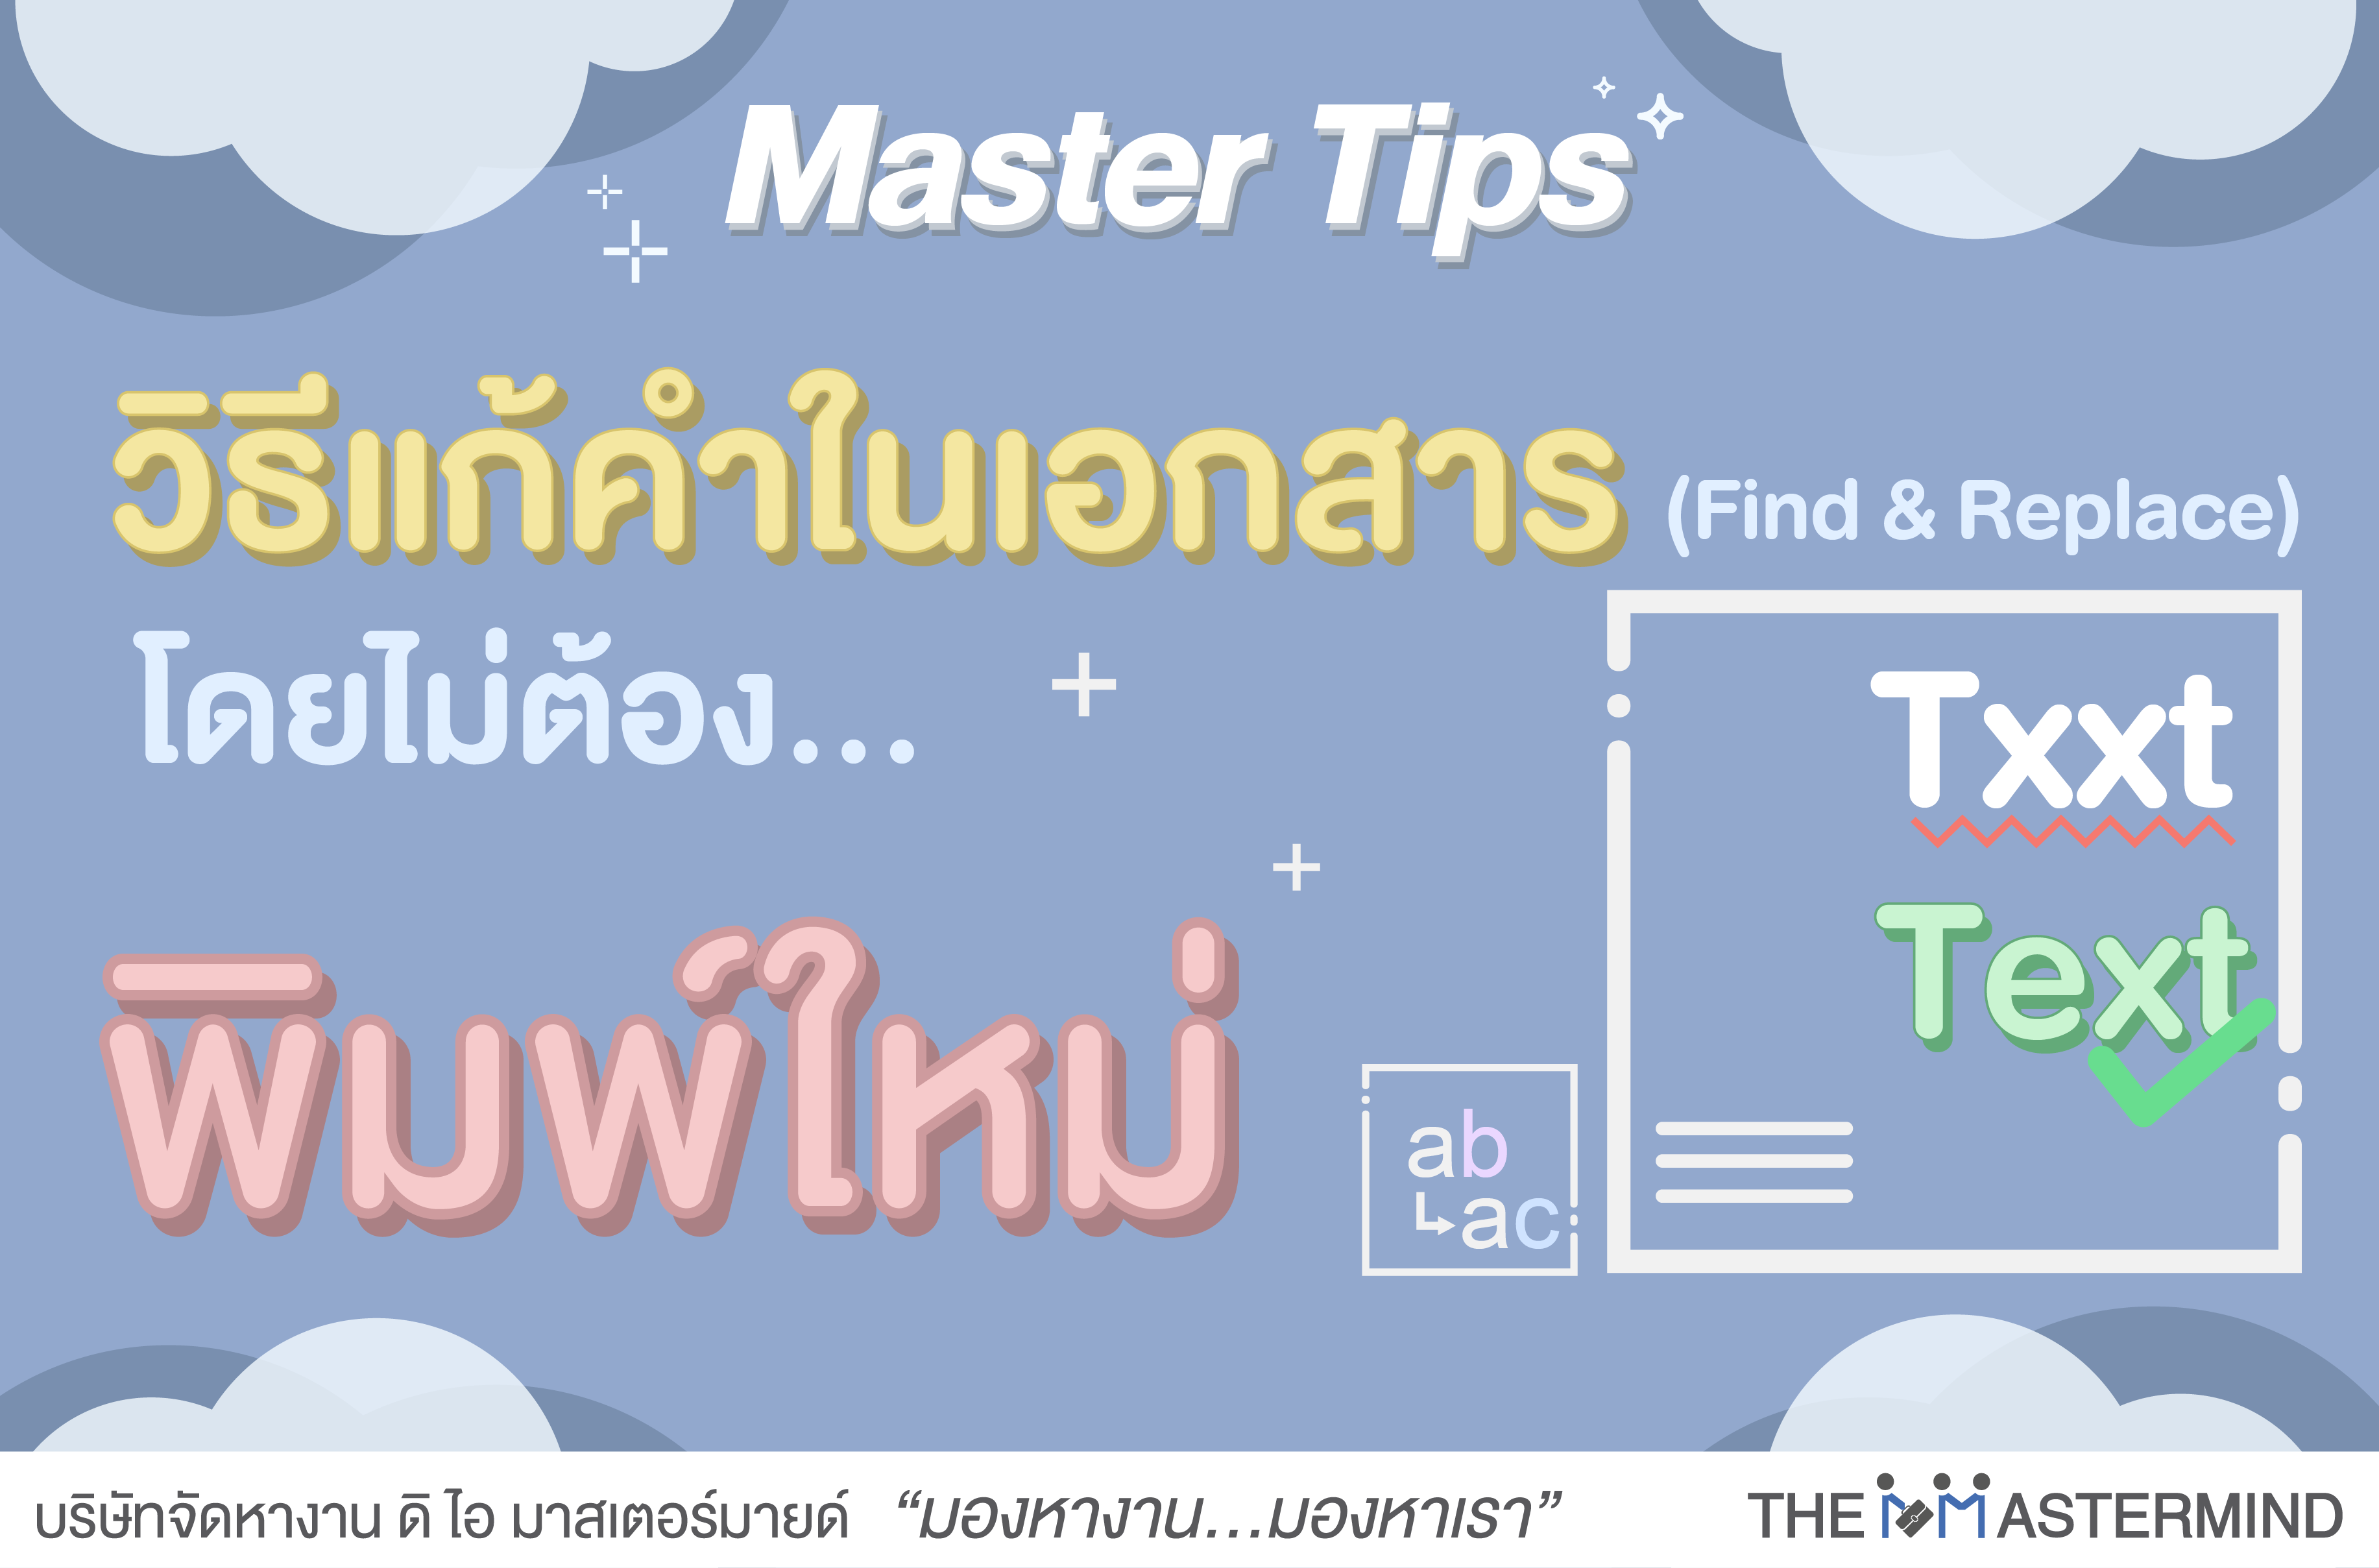 Master Tips
วิธีแก้คำในเอกสาร (Find & Replace)
โดยไม่ต้อง...
พิมพ์ใหม่
Txxt
Text
ab
ac
บริษัทจัดหางาน ดิ ไอ มาสเตอร์มายด์ “มองหางาน...มองหาเรา” THE MASTERMIND